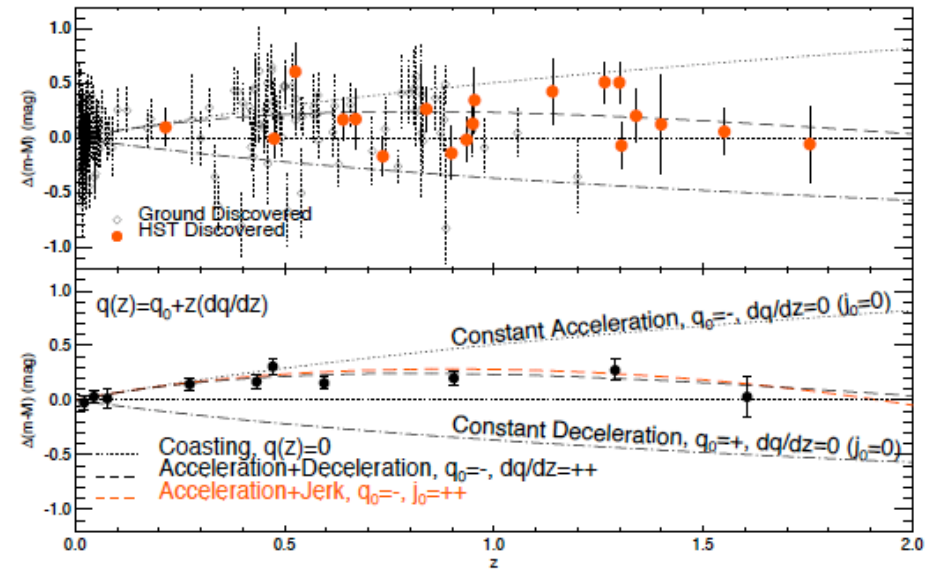 1.0
0.5
0.0
-0.5
-1.0
Δ(m-M) (mag)
Ground Discovered
HST Discovered
1.0
0.5
0.0
-0.5
-1.0
Δ(m-M) (mag)
q(z)=q₀+z(dq/dz)
Constant Acceleration, q₀=-, dq/dz=0 (j₀=0)
Constant Deceleration, q₀=+, dq/dz=0 (j₀=0)
Coasting, q(z)=0
Acceleration+Deceleration, q₀=-, dq/dz=++
Acceleration+Jerk, q₀=-, j₀=++
0.0 0.5 1.0 1.5 2.0
z